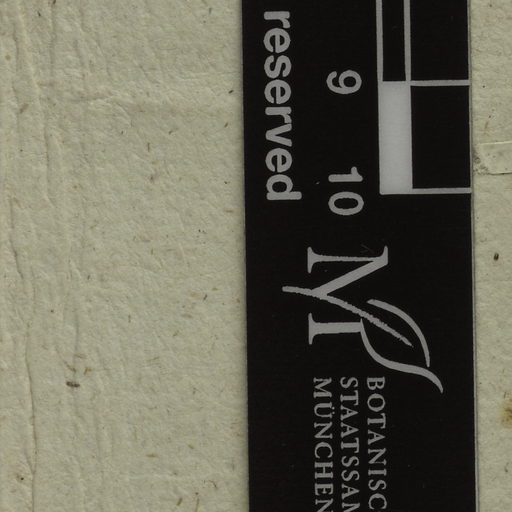 reserved
9 10
M
BOTANISC
STAATSSAM
MÜNCHEN